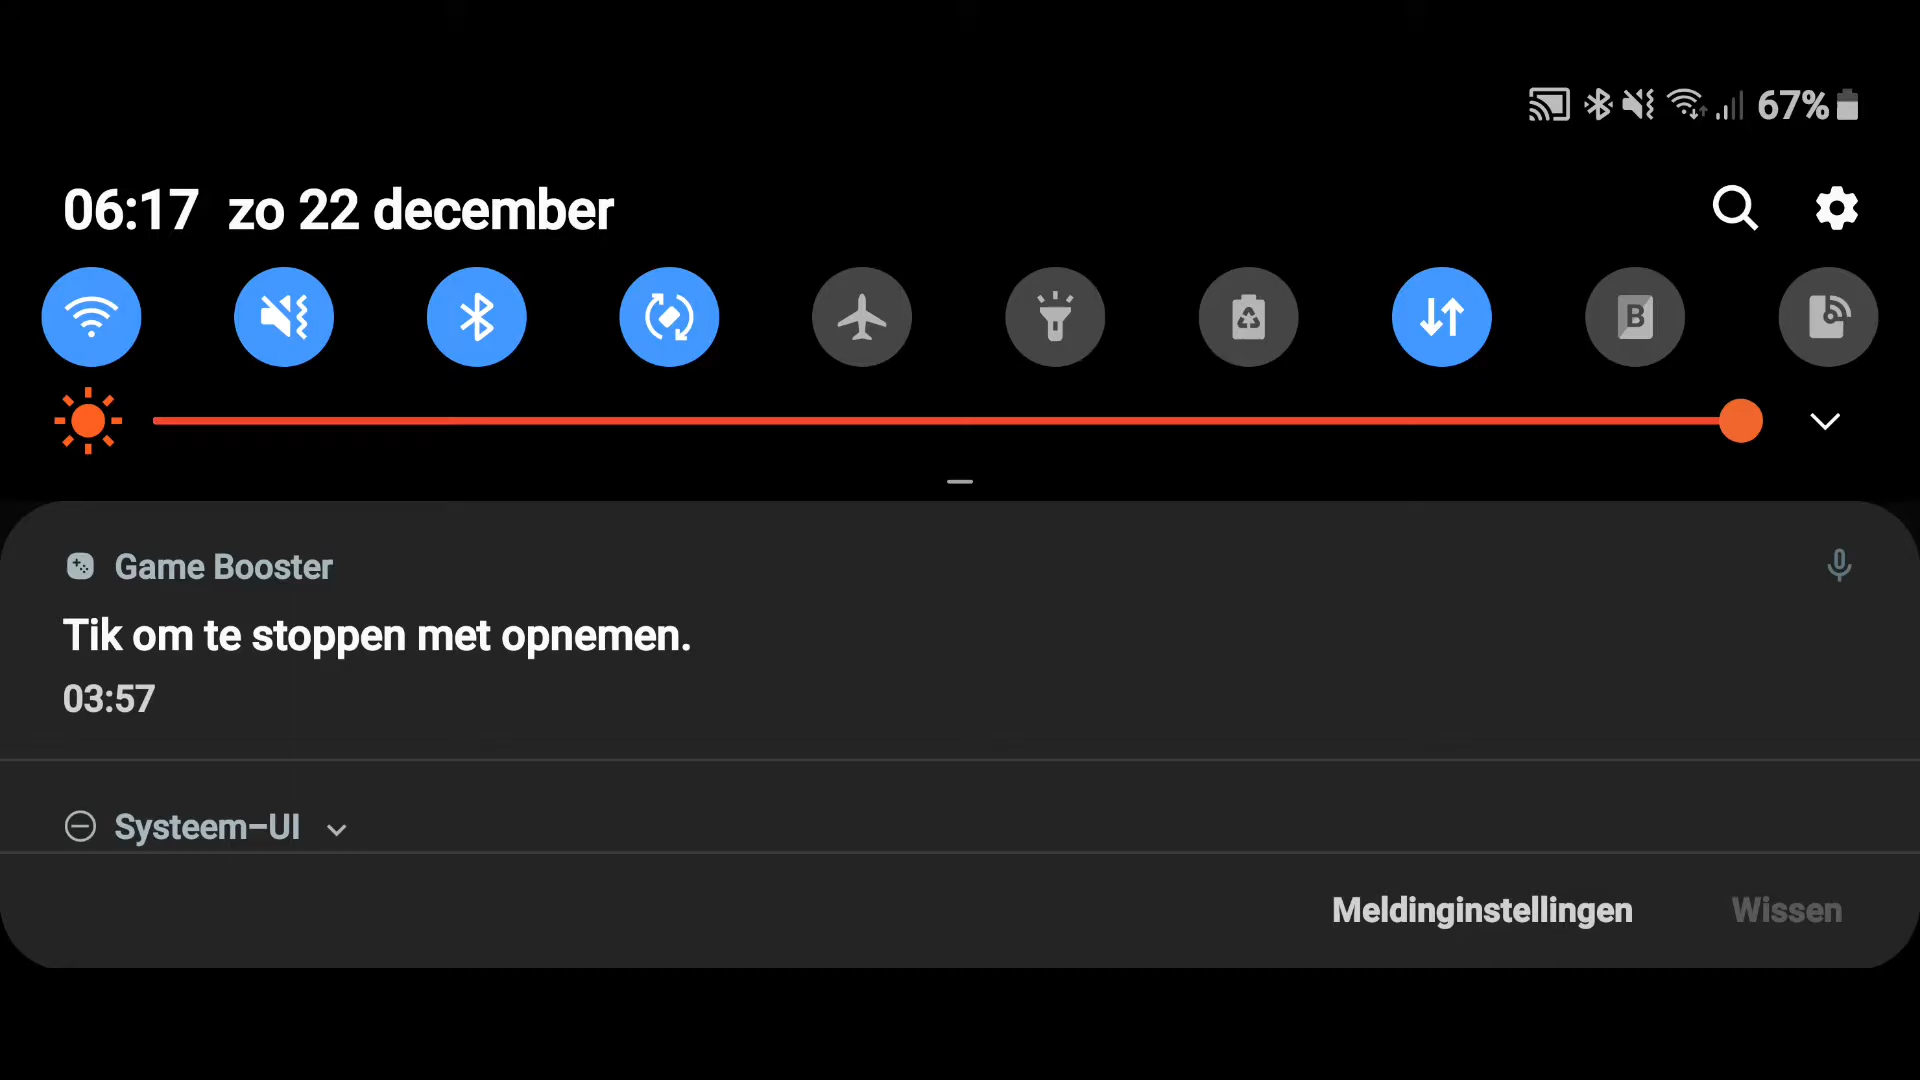 67%
06:17 zo 22 december
B
Game Booster
Tik om te stoppen met opnemen.
03:57
Systeem-UI
Meldinginstellingen Wissen